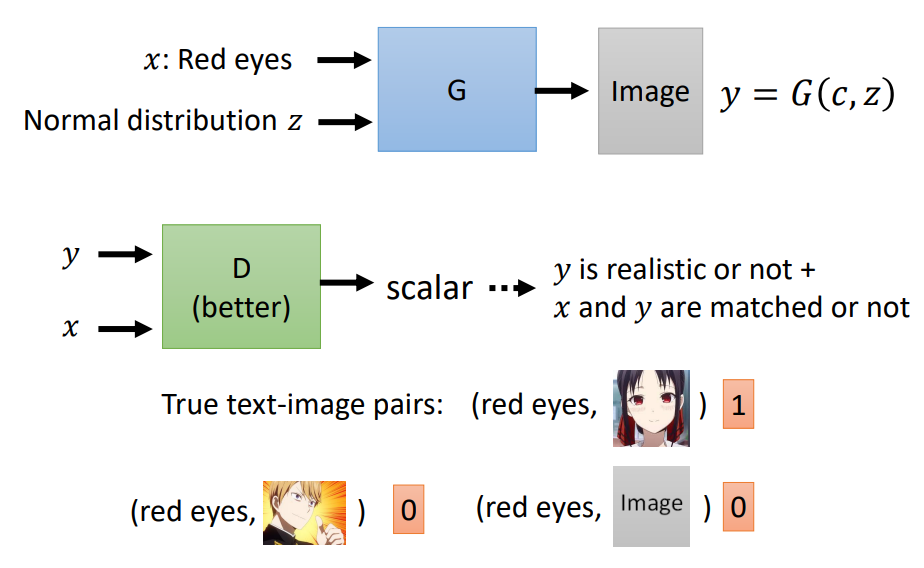 x: Red eyes
Normal distribution z
G
Image
y = G(c, z)
y
x
D
(better)
scalar
y is realistic or not +
x and y are matched or not
True text-image pairs: (red eyes, ) 1
(red eyes, ) 0
(red eyes, Image ) 0